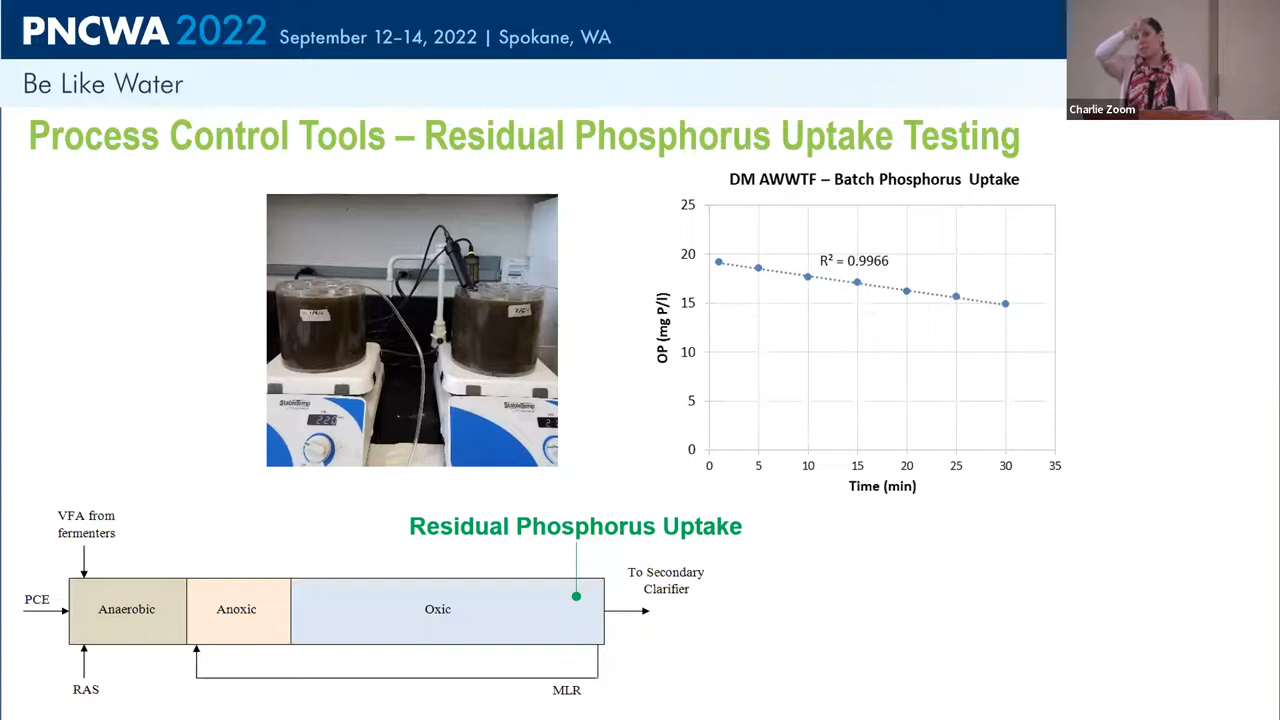 PNCWA 2022 September 12–14, 2022 | Spokane, WA
Be Like Water
Charlie Zoom
Process Control Tools – Residual Phosphorus Uptake Testing
DM AWWTF – Batch Phosphorus Uptake
25
20
15
10
5
0
R² = 0.9966
OP (mg P/l)
0 5 10 15 20 25 30 35
Time (min)
StableTemp
220
StableTemp
VFA from
fermenters
Residual Phosphorus Uptake
PCE
Anaerobic
Anoxic
Oxic
To Secondary
Clarifier
RAS
MLR